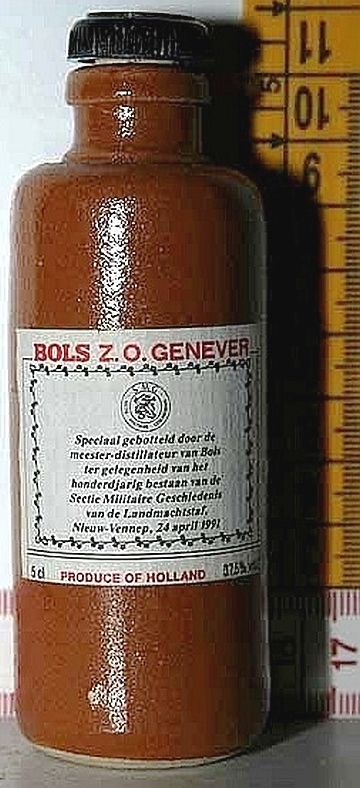 11
10
9
5
BOLS Z.O. GENEVER
S M G
Speciaal gebotteld door de
meester-distillateur van Bols
ter gelegenheid van het
honderdjarig bestaan van de
Sectie Militaire Geschiedenis
van de Landmachtstaf,
Nieuw-Vennep, 24 april 1991
5 cl PRODUCE OF HOLLAND 37,5% vol
16
17